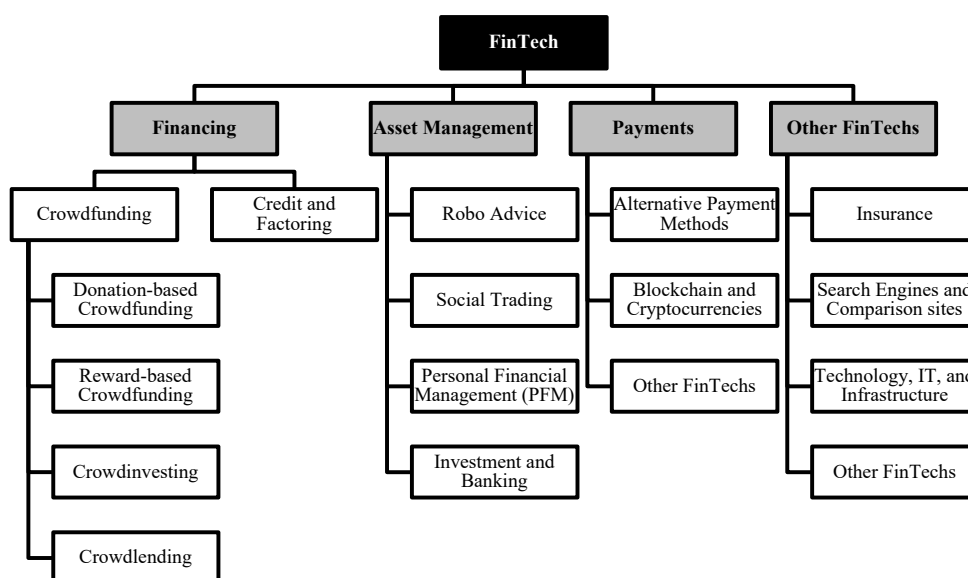 FinTech
Financing
Asset Management
Payments
Other FinTechs
Crowdfunding
Credit and
Factoring
Robo Advice
Alternative Payment
Methods
Insurance
Donation-based
Crowdfunding
Social Trading
Blockchain and
Cryptocurrencies
Search Engines and
Comparison sites
Reward-based
Crowdfunding
Personal Financial
Management (PFM)
Other FinTechs
Technology, IT, and
Infrastructure
Crowdinvesting
Investment and
Banking
Other FinTechs
Crowdlending